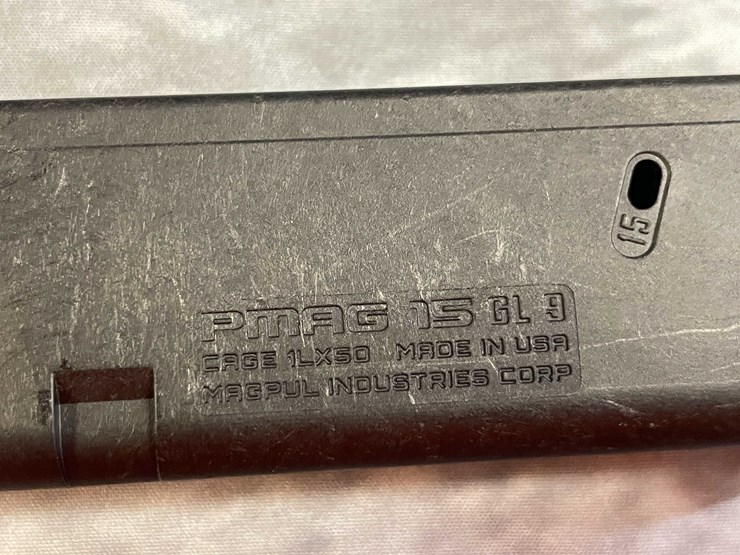 15
PMAG 15 GL 9
CAGE 1LX50 MADE IN USA
MAGPUL INDUSTRIES CORP